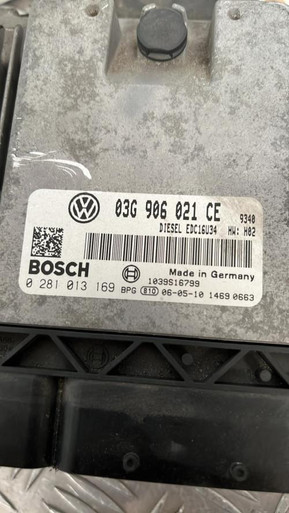 03G 906 021 CE 9340
DIESEL EDC16U34 HW: H02
BOSCH Made in Germany
1039S16799
0 281 013 169 BPG 810 06-05-10 1469 0663